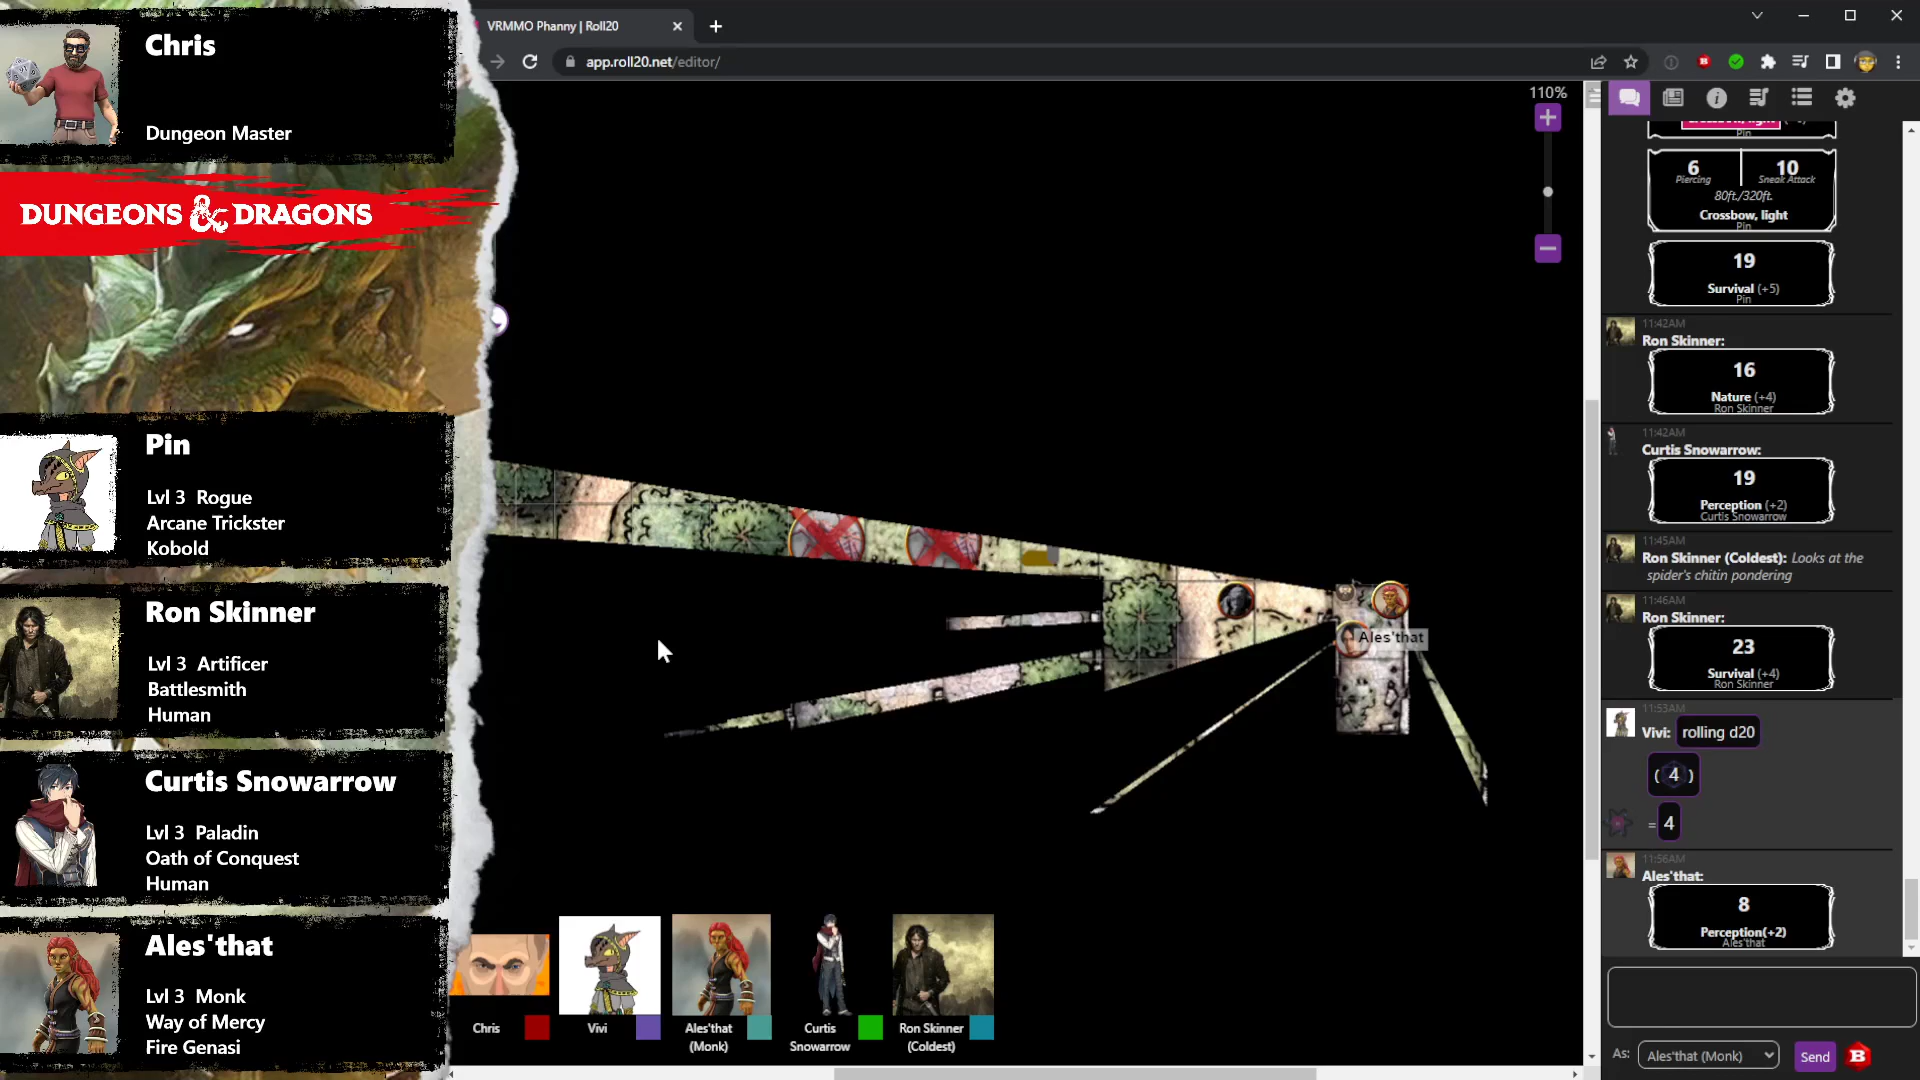 Chris
Dungeon Master
DUNGEONS & DRAGONS
Pin
Lvl 3 Rogue
Arcane Trickster
Kobold
Ron Skinner
Lvl 3 Artificer
Battlesmith
Human
Curtis Snowarrow
Lvl 3 Paladin
Oath of Conquest
Human
Ales'that
Lvl 3 Monk
Way of Mercy
Fire Genasi
VRMMO Phanny | Roll20
app.roll20.net/editor/
110%
Ales'that
Chris
Vivi
Ales'that
(Monk)
Curtis
Snowarrow
Ron Skinner
(Coldest)
Pin
6 10
Piercing Sneak Attack
80ft./320ft.
Crossbow, light
Pin
19
Survival (+5)
Pin
11:42AM
Ron Skinner:
16
Nature (+4)
Ron Skinner
11:42AM
Curtis Snowarrow:
19
Perception (+2)
Curtis Snowarrow
11:45AM
Ron Skinner (Coldest): Looks at the
spider's chitin pondering
11:46AM
Ron Skinner:
23
Survival (+4)
Ron Skinner
11:53AM
Vivi: rolling d20
(4)
=4
11:56AM
Ales'that:
8
Perception(+2)
Ales'that
As: Ales'that (Monk) Send B